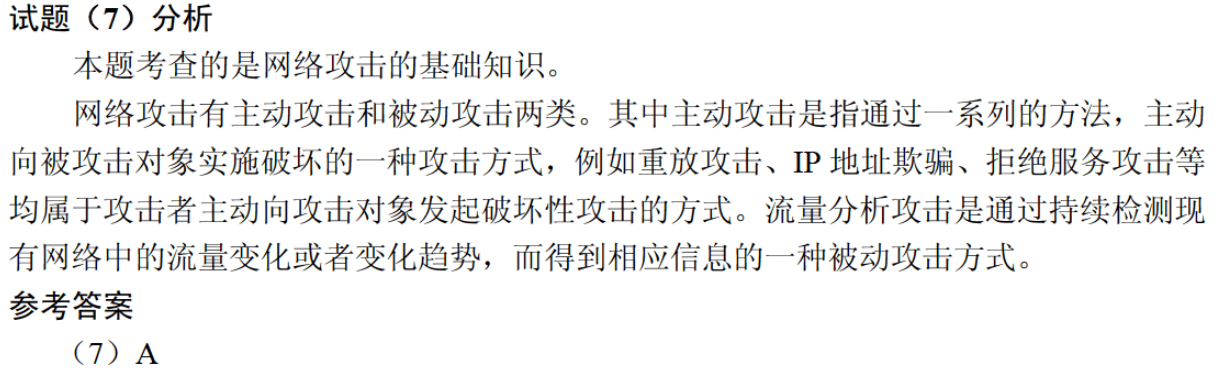 试题（7）分析
本题考查的是网络攻击的基础知识。
网络攻击有主动攻击和被动攻击两类。其中主动攻击是指通过一系列的方法，主动
向被攻击对象实施破坏的一种攻击方式，例如重放攻击、IP 地址欺骗、拒绝服务攻击等
均属于攻击者主动向攻击对象发起破坏性攻击的方式。流量分析攻击是通过持续检测现
有网络中的流量变化或者变化趋势，而得到相应信息的一种被动攻击方式。
参考答案
（7）A